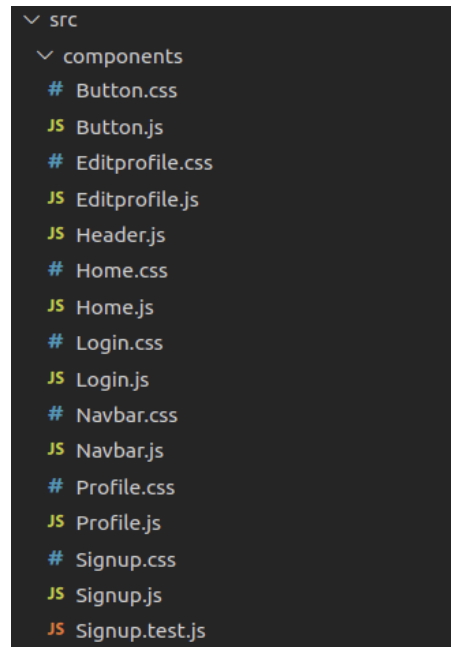 src
components
# Button.css
JS Button.js
# Editprofile.css
JS Editprofile.js
JS Header.js
# Home.css
JS Home.js
# Login.css
JS Login.js
# Navbar.css
JS Navbar.js
# Profile.css
JS Profile.js
# Signup.css
JS Signup.js
JS Signup.test.js